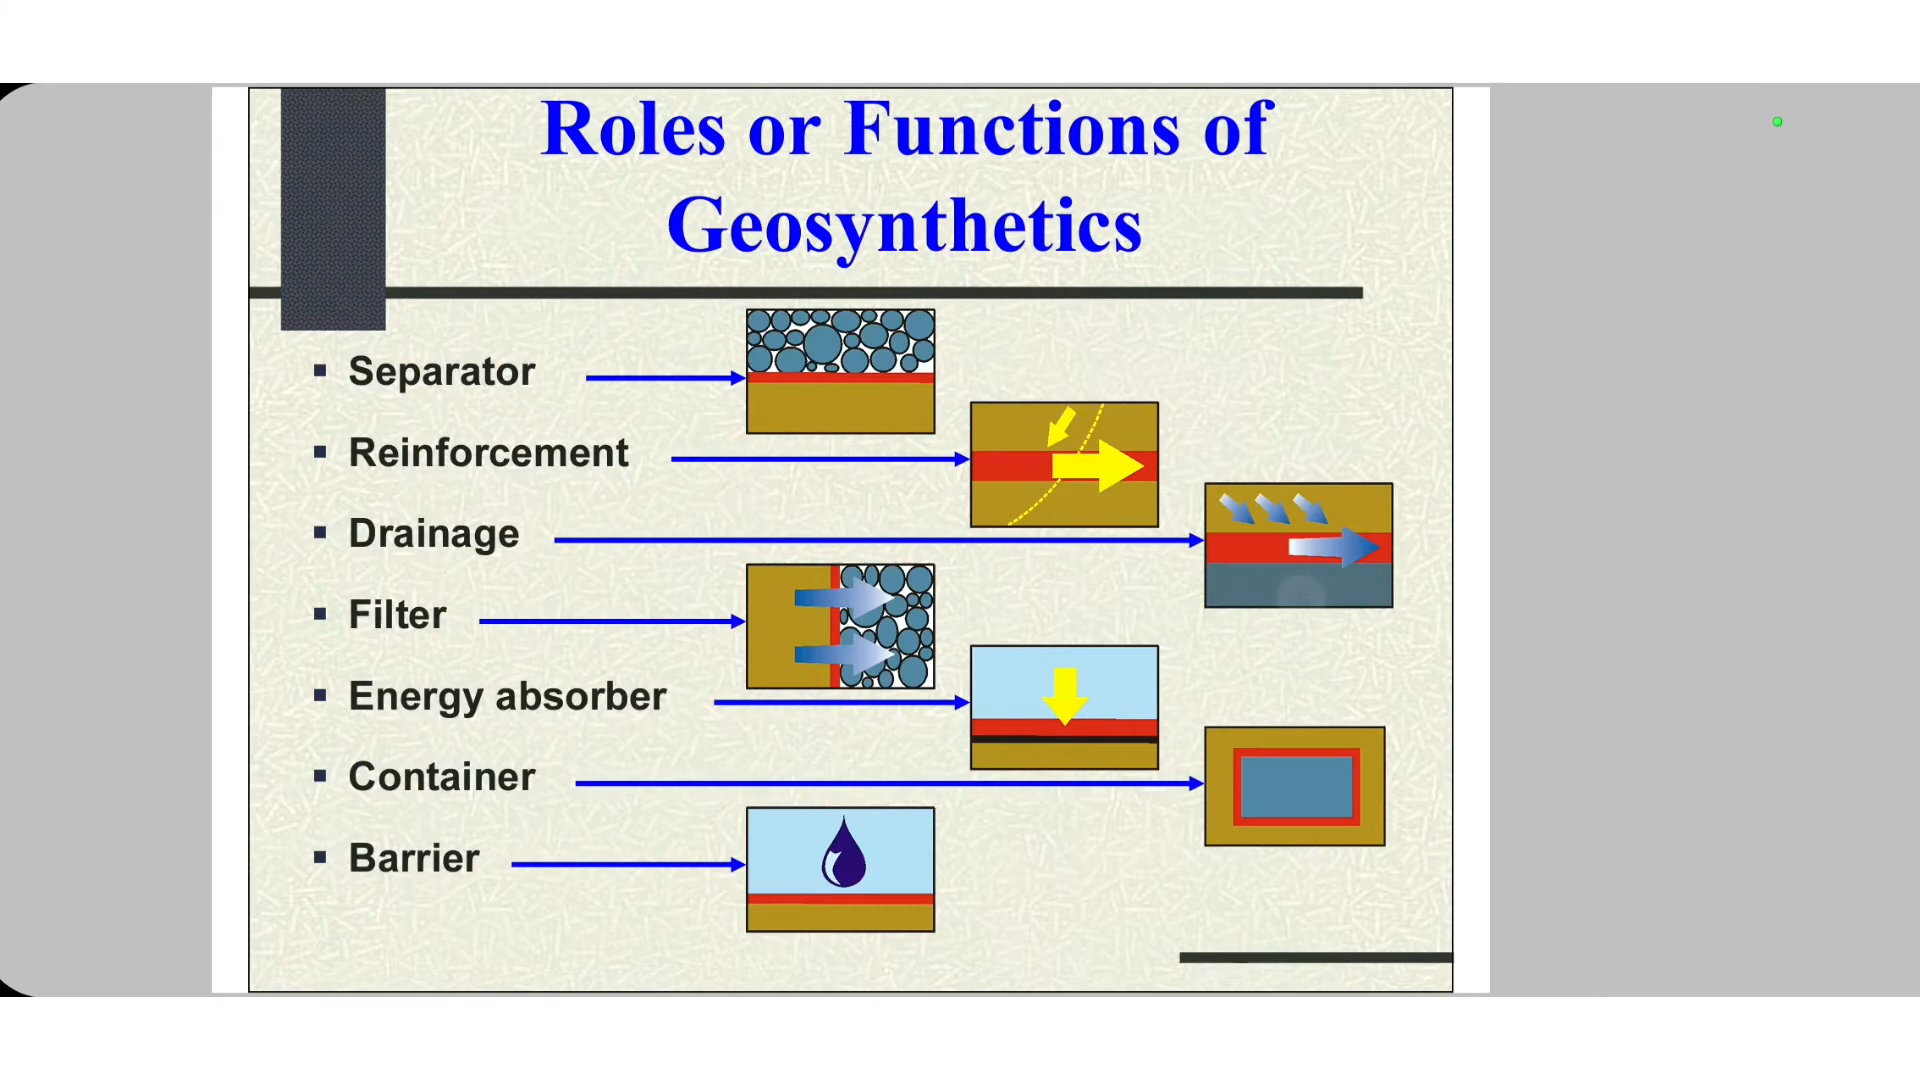 Roles or Functions of
Geosynthetics
Separator
Reinforcement
Drainage
Filter
Energy absorber
Container
Barrier